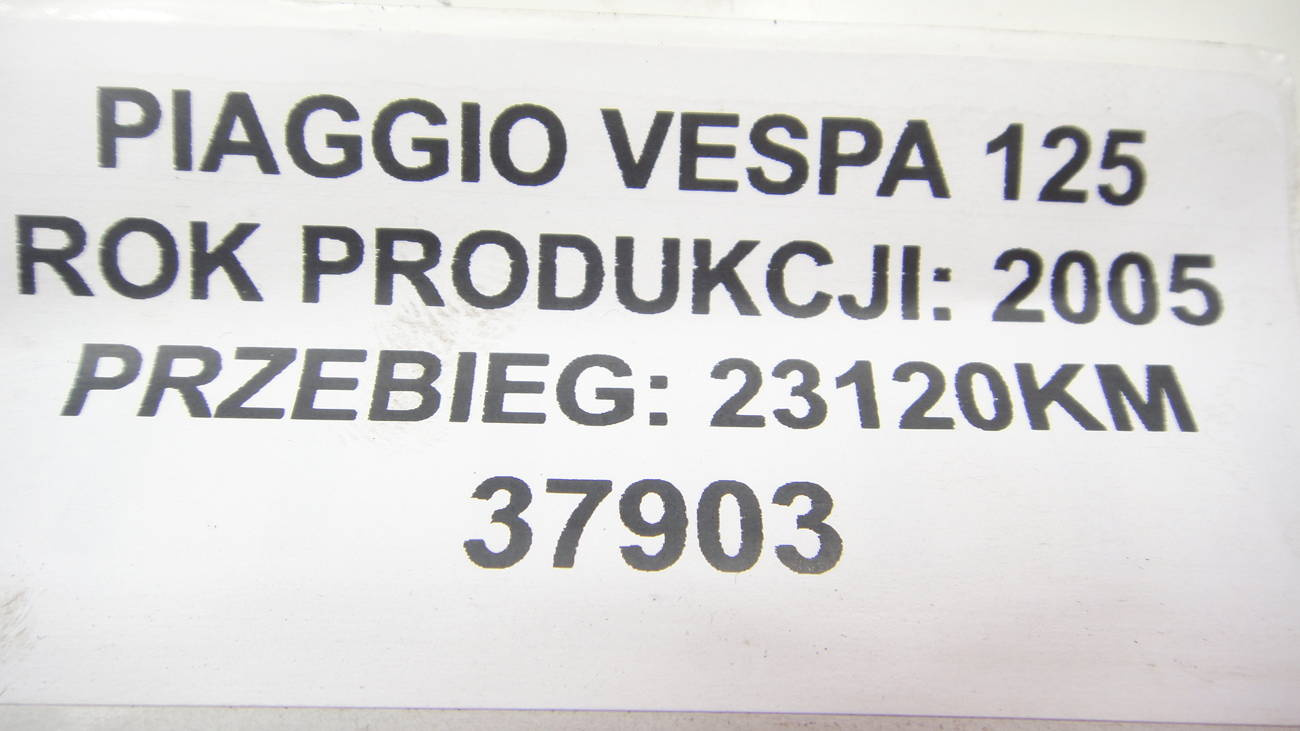 PIAGGIO VESPA 125
ROK PRODUKCJI: 2005
PRZEBIEG: 23120KM
37903